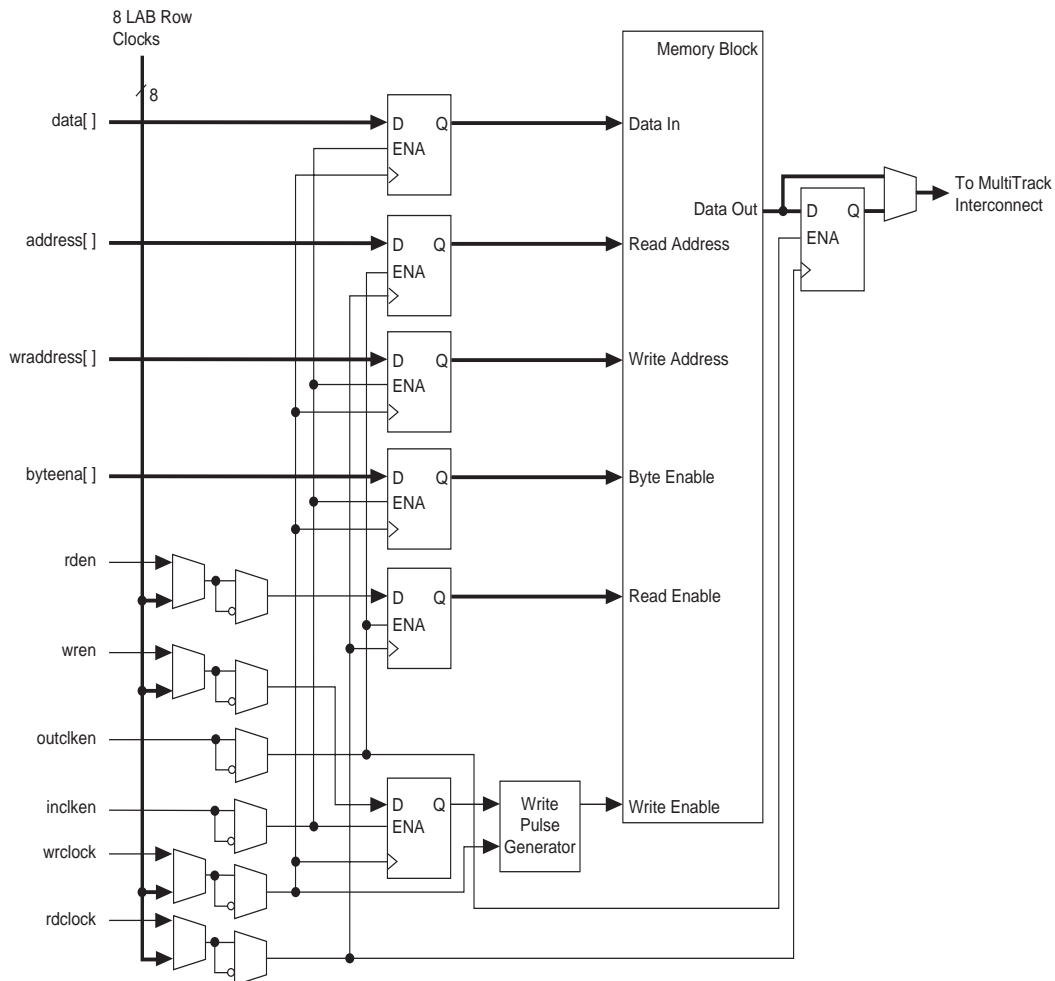 8 LAB Row
Clocks
8
Memory Block
data[ ]
D Q
ENA
Data In
Data Out
D Q
ENA
To MultiTrack
Interconnect
address[ ]
D Q
ENA
Read Address
wraddress[ ]
D Q
ENA
Write Address
byteena[ ]
D Q
ENA
Byte Enable
rden
D Q
ENA
Read Enable
wren
outclken
inclken
D Q
ENA
Write
Pulse
Generator
Write Enable
wrclock
rdclock